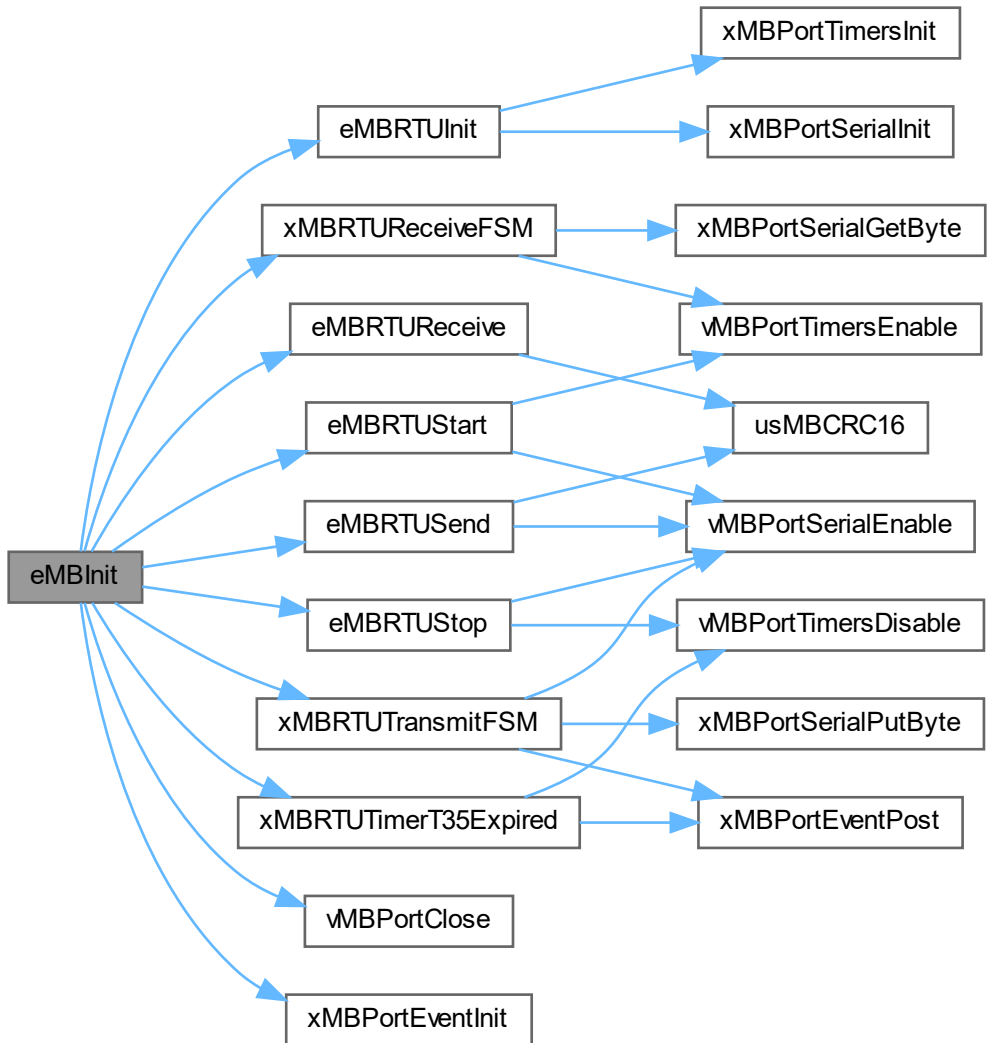 xMBPortTimersInit
eMBRTUInit
xMBPortSerialInit
xMBRTUReceiveFSM
xMBPortSerialGetByte
eMBRTUReceive
vMBPortTimersEnable
eMBRTUStart
usMBCRC16
eMBRTUSend
vMBPortSerialEnable
eMBInit
eMBRTUStop
vMBPortTimersDisable
xMBRTUTransmitFSM
xMBPortSerialPutByte
xMBRTUTimerT35Expired
xMBPortEventPost
vMBPortClose
xMBPortEventInit